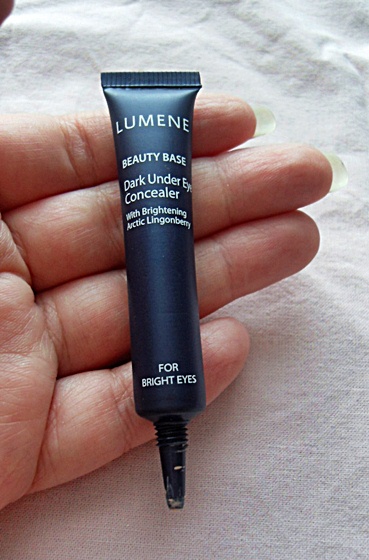 LUMENE
BEAUTY BASE
Dark Under Eye
Concealer
With Brightening
Arctic Lingonberry
FOR
BRIGHT EYES